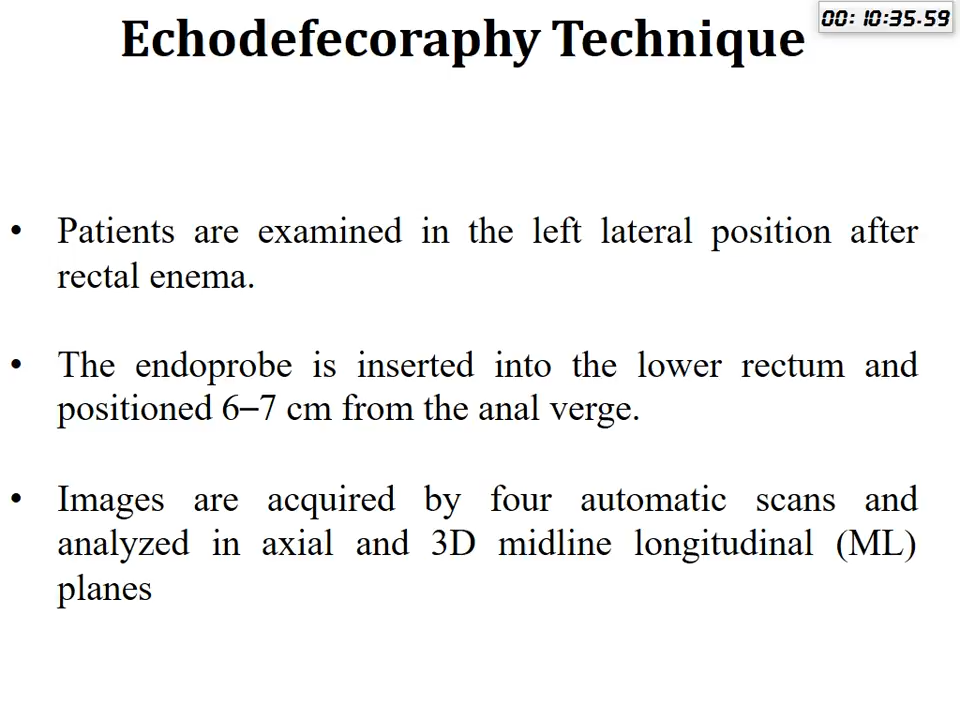 00: 10:35.59
Echodefecoraphy Technique
• Patients are examined in the left lateral position after
rectal enema.
• The endoprobe is inserted into the lower rectum and
positioned 6–7 cm from the anal verge.
• Images are acquired by four automatic scans and
analyzed in axial and 3D midline longitudinal (ML)
planes